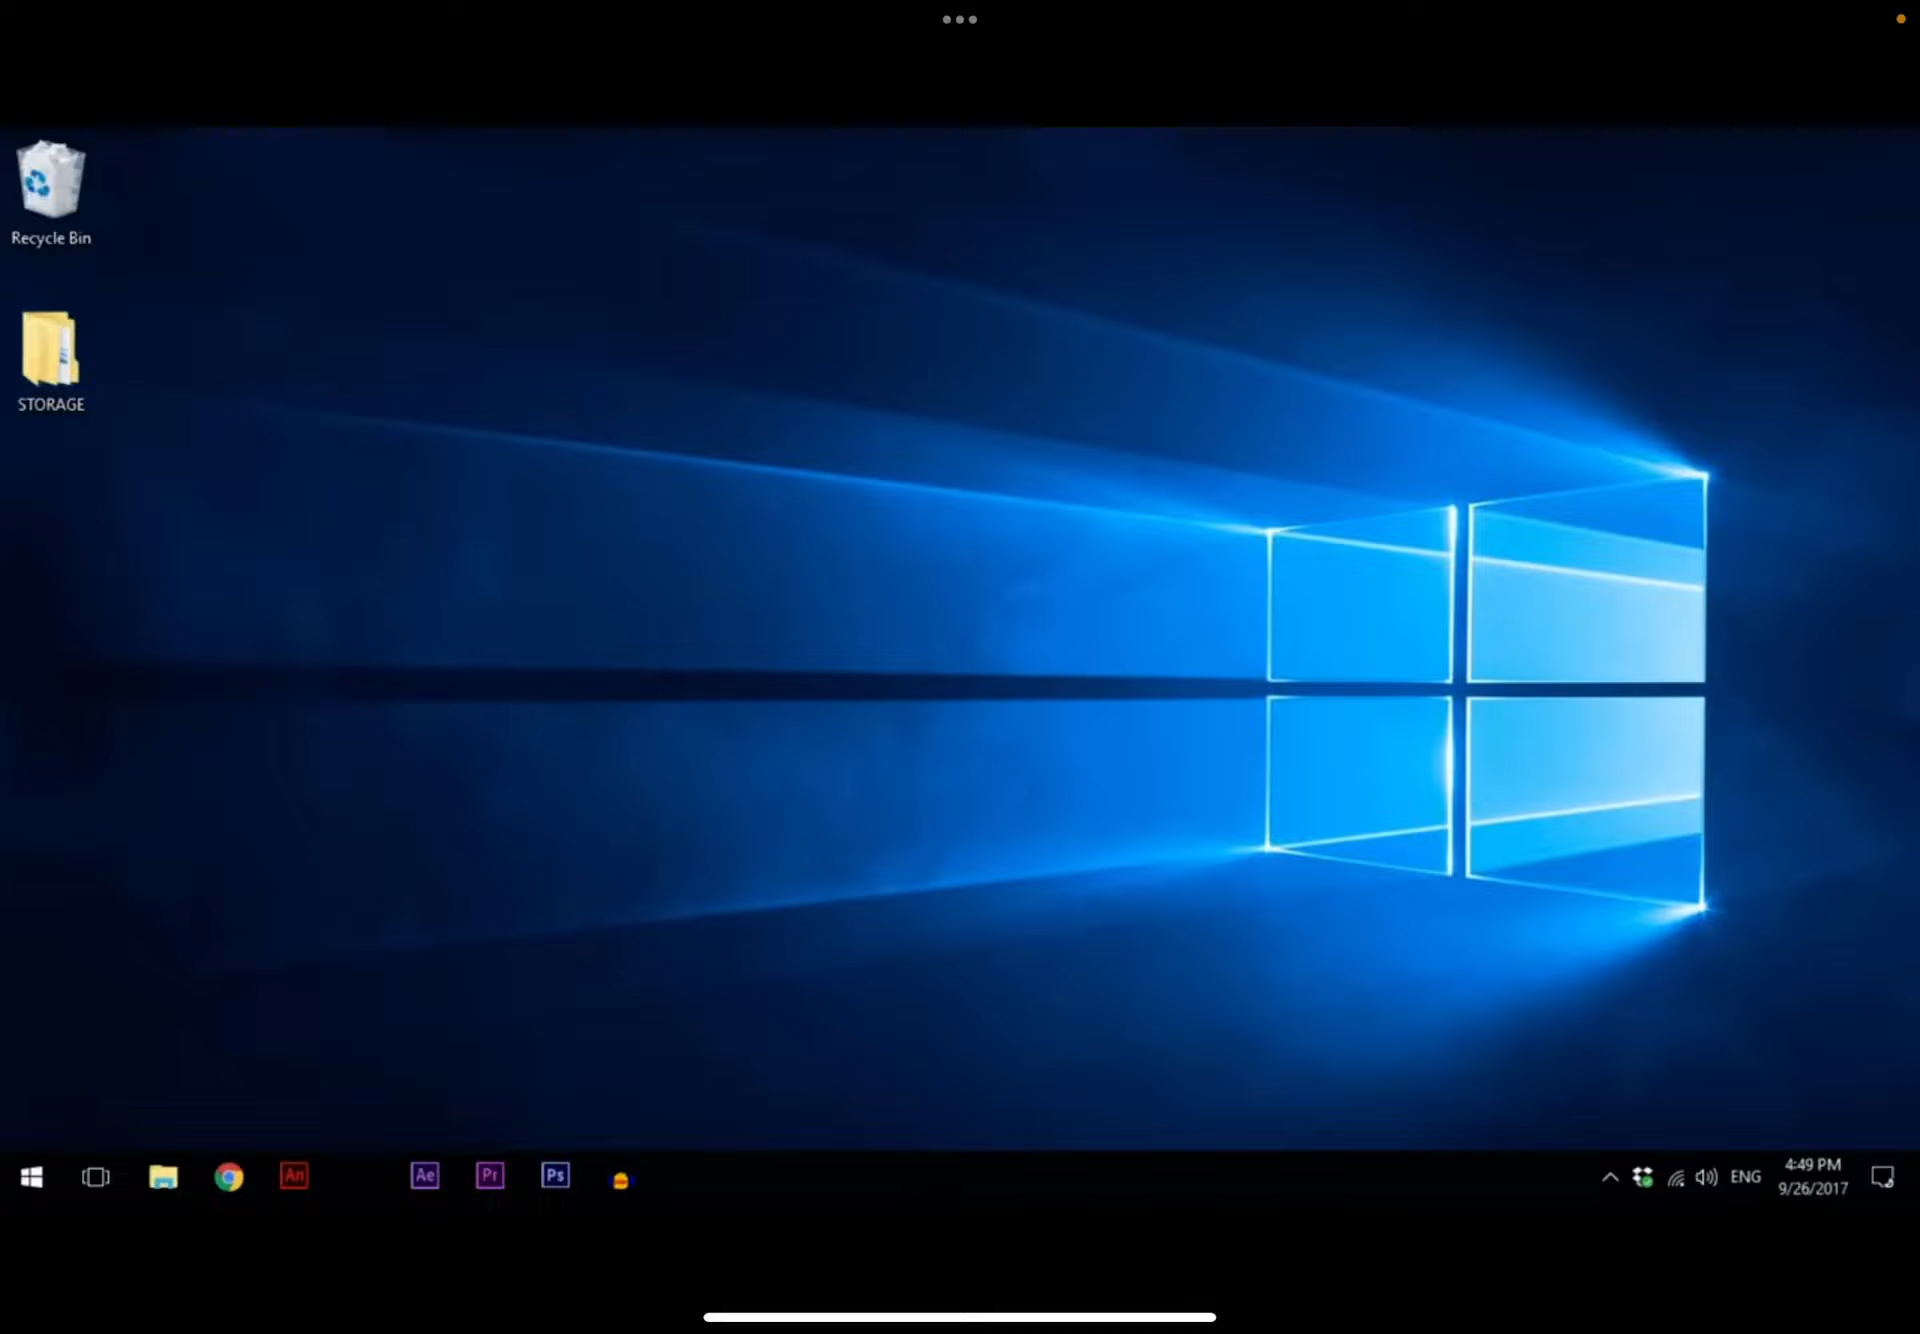 Recycle Bin
STORAGE
An
Ae
Pr
Ps
ENG
4:49 PM
9/26/2017